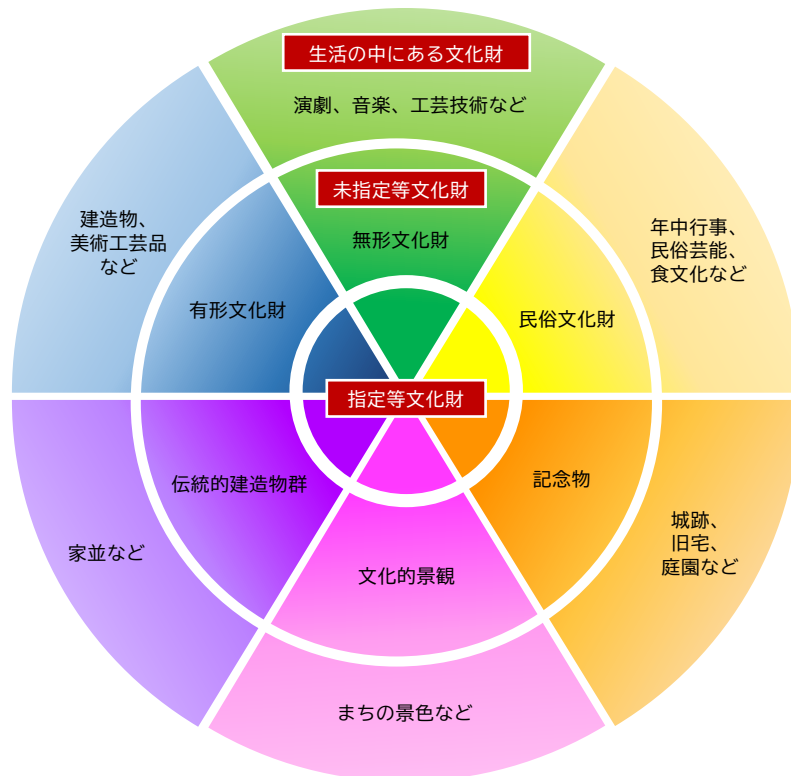 生活の中にある文化財
演劇、音楽、工芸技術など
未指定等文化財
無形文化財
建造物、
美術工芸品
など
年中行事、
民俗芸能、
食文化など
有形文化財
民俗文化財
指定等文化財
伝統的建造物群
記念物
家並など
城跡、
旧宅、
庭園など
文化的景観
まちの景色など